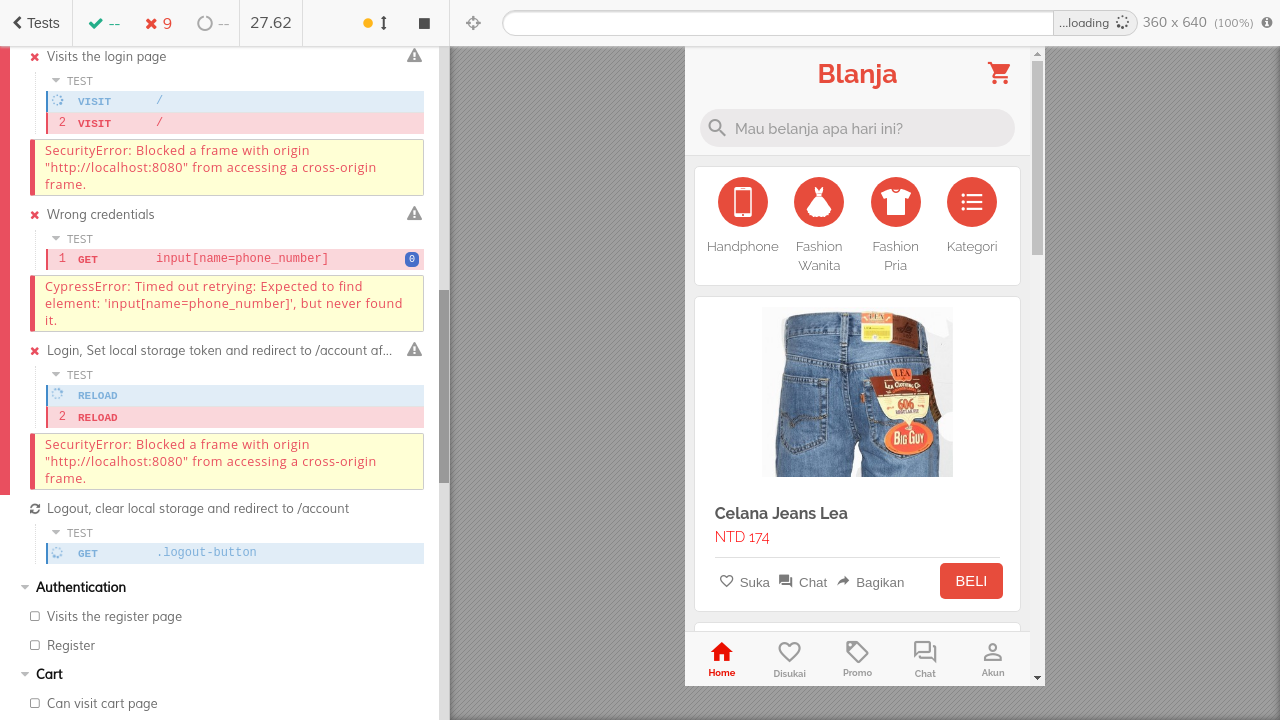 Tests
--
9
--
27.62
...loading
360 x 640 (100%)
Visits the login page
TEST
VISIT /
2 VISIT /
SecurityError: Blocked a frame with origin
"http://localhost:8080" from accessing a cross-origin
frame.
Wrong credentials
TEST
1 GET input[name=phone_number] 0
CypressError: Timed out retrying: Expected to find
element: 'input[name=phone_number]', but never found
it.
Login, Set local storage token and redirect to /account af...
TEST
RELOAD
2 RELOAD
SecurityError: Blocked a frame with origin
"http://localhost:8080" from accessing a cross-origin
frame.
Logout, clear local storage and redirect to /account
TEST
GET .logout-button
Authentication
Visits the register page
Register
Cart
Can visit cart page
Blanja
Mau belanja apa hari ini?
Handphone
Fashion
Wanita
Fashion
Pria
Kategori
LEA
Lea Clothing Co
606
BIG GUY
Celana Jeans Lea
NTD 174
Suka
Chat
Bagikan
BELI
Home
Disukai
Promo
Chat
Akun